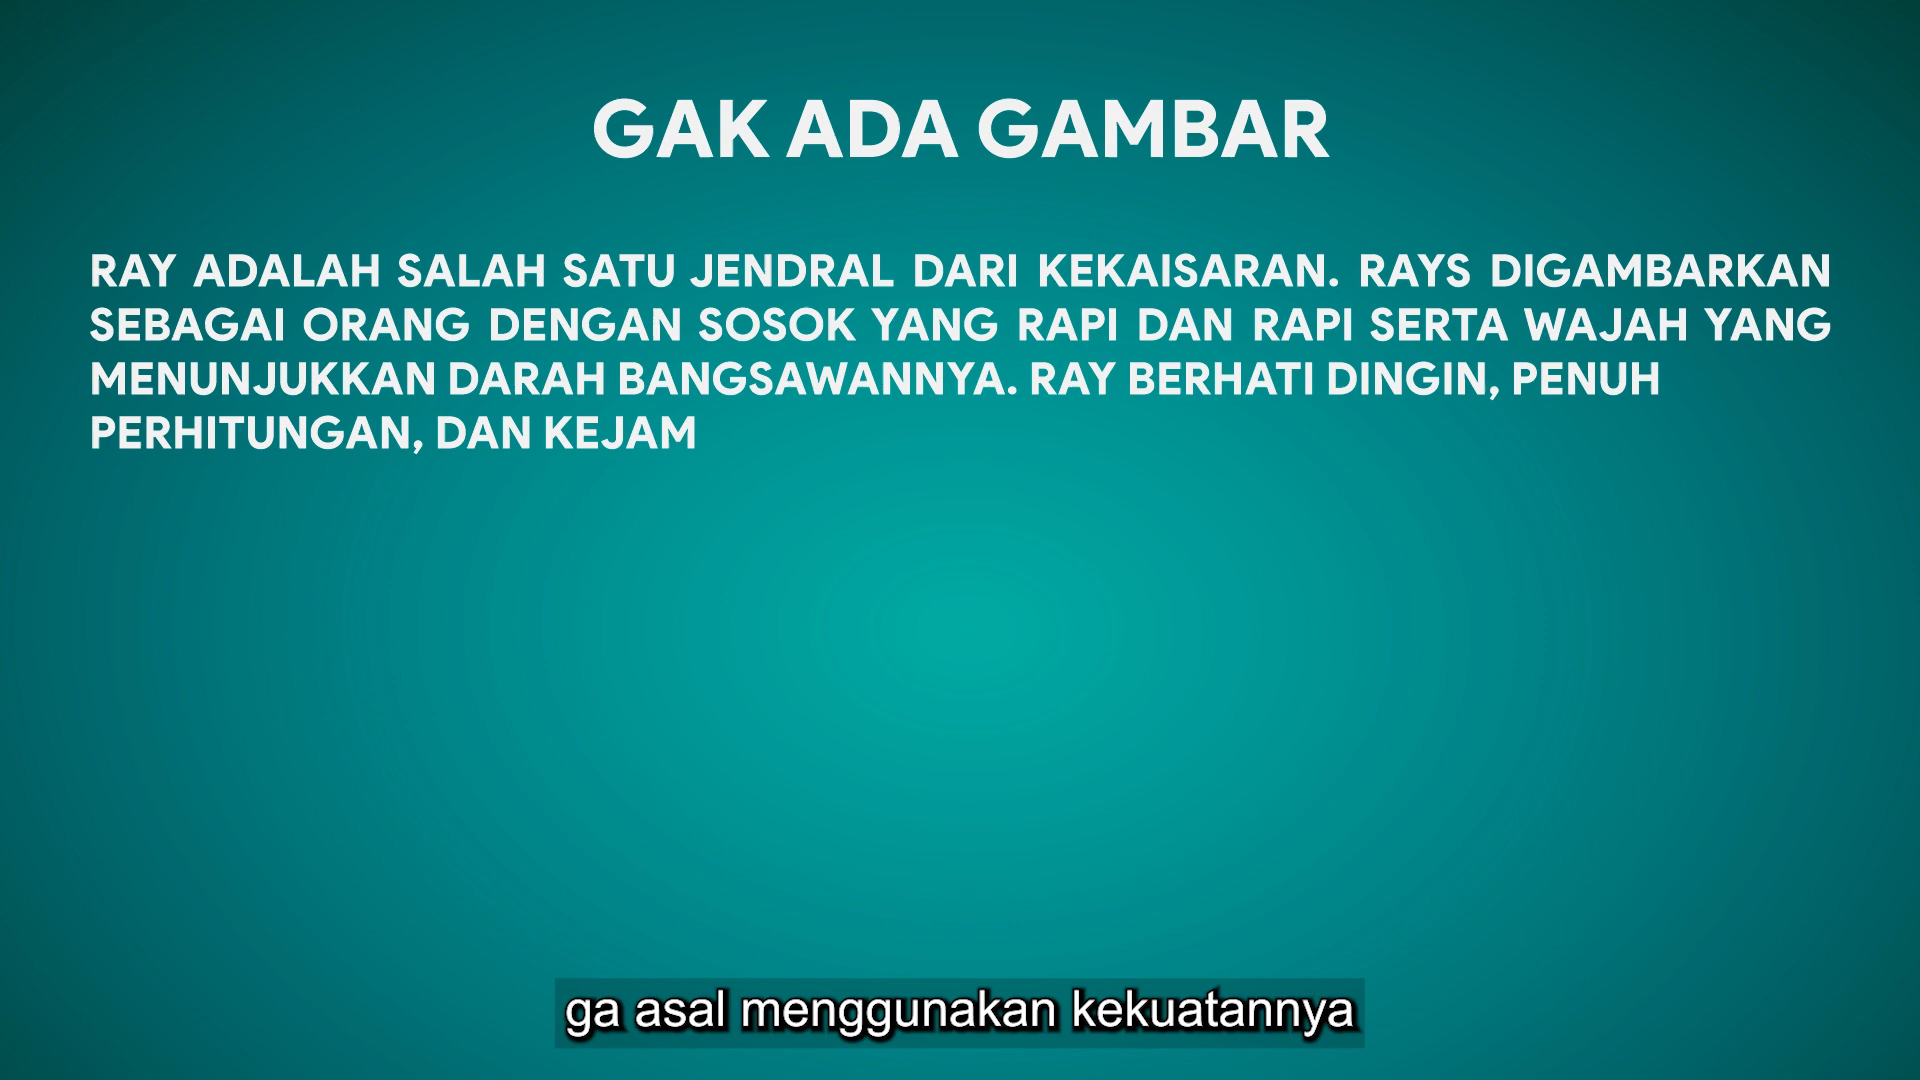 GAK ADA GAMBAR
RAY ADALAH SALAH SATU JENDRAL DARI KEKAISARAN. RAYS DIGAMBARKAN
SEBAGAI ORANG DENGAN SOSOK YANG RAPI DAN RAPI SERTA WAJAH YANG
MENUNJUKKAN DARAH BANGSAWANNYA. RAY BERHATI DINGIN, PENUH
PERHITUNGAN, DAN KEJAM
ga asal menggunakan kekuatannya